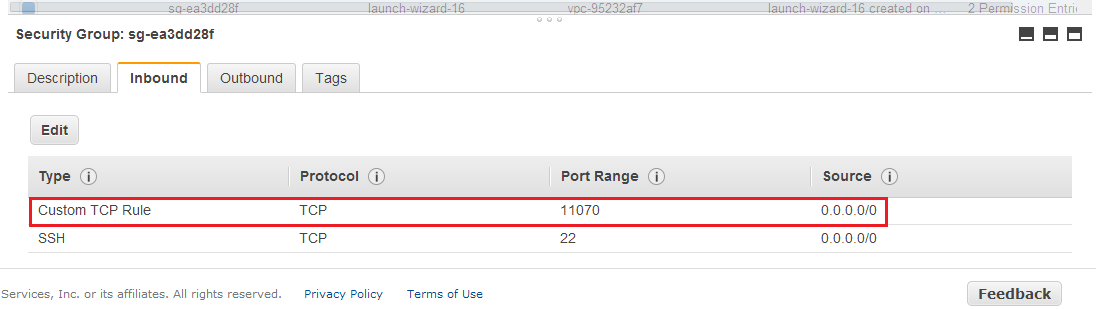 sg-ea3dd28f launch-wizard-16 vpc-95232af7 launch-wizard-16 created on ... 2 Permission Entrie
Security Group: sg-ea3dd28f
Description Inbound Outbound Tags
Edit
Type Protocol Port Range Source
Custom TCP Rule TCP 11070 0.0.0.0/0
SSH TCP 22 0.0.0.0/0
Services, Inc. or its affiliates. All rights reserved. Privacy Policy Terms of Use Feedback